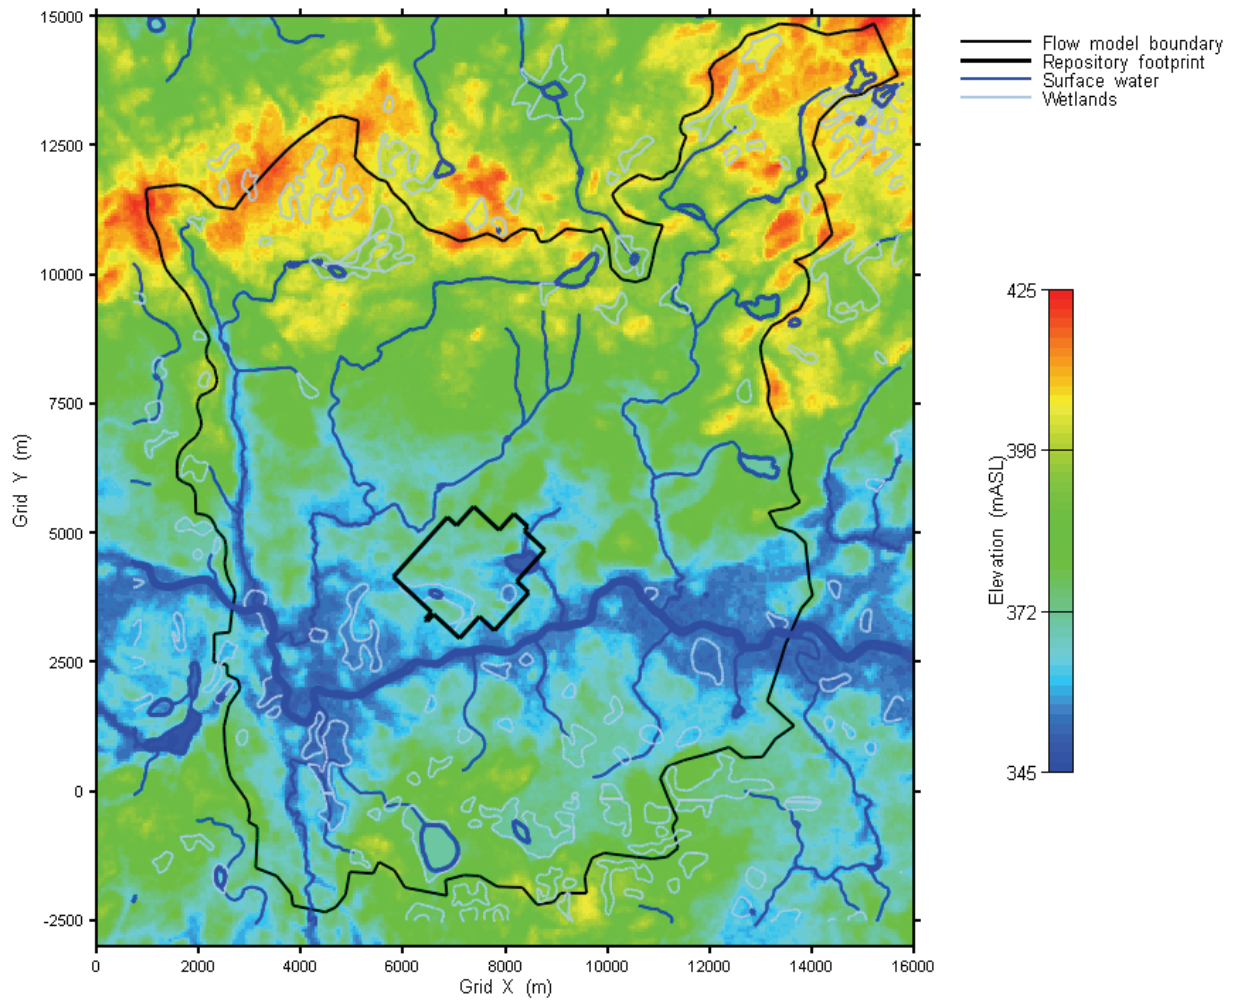 15000
12500
10000
7500
5000
2500
0
-2500
Grid Y (m)
0 2000 4000 6000 8000 10000 12000 14000 16000
Grid X (m)
Flow model boundary
Repository footprint
Surface water
Wetlands
425
398
372
345
Elevation (mASL)